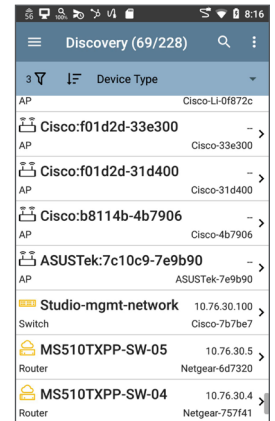 56 100% 8:16
Discovery (69/228)
3 Device Type
AP Cisco-Li-0f872c
Cisco:f01d2d-33e300 --
AP Cisco-33e300
Cisco:f01d2d-31d400 --
AP Cisco-31d400
Cisco:b8114b-4b7906 --
AP Cisco-4b7906
ASUSTek:7c10c9-7e9b90 --
AP ASUSTek-7e9b90
Studio-mgmt-network 10.76.30.100
Switch Cisco-7b7be7
MS510TXPP-SW-05 10.76.30.5
Router Netgear-6d7320
MS510TXPP-SW-04 10.76.30.4
Router Netgear-757f41